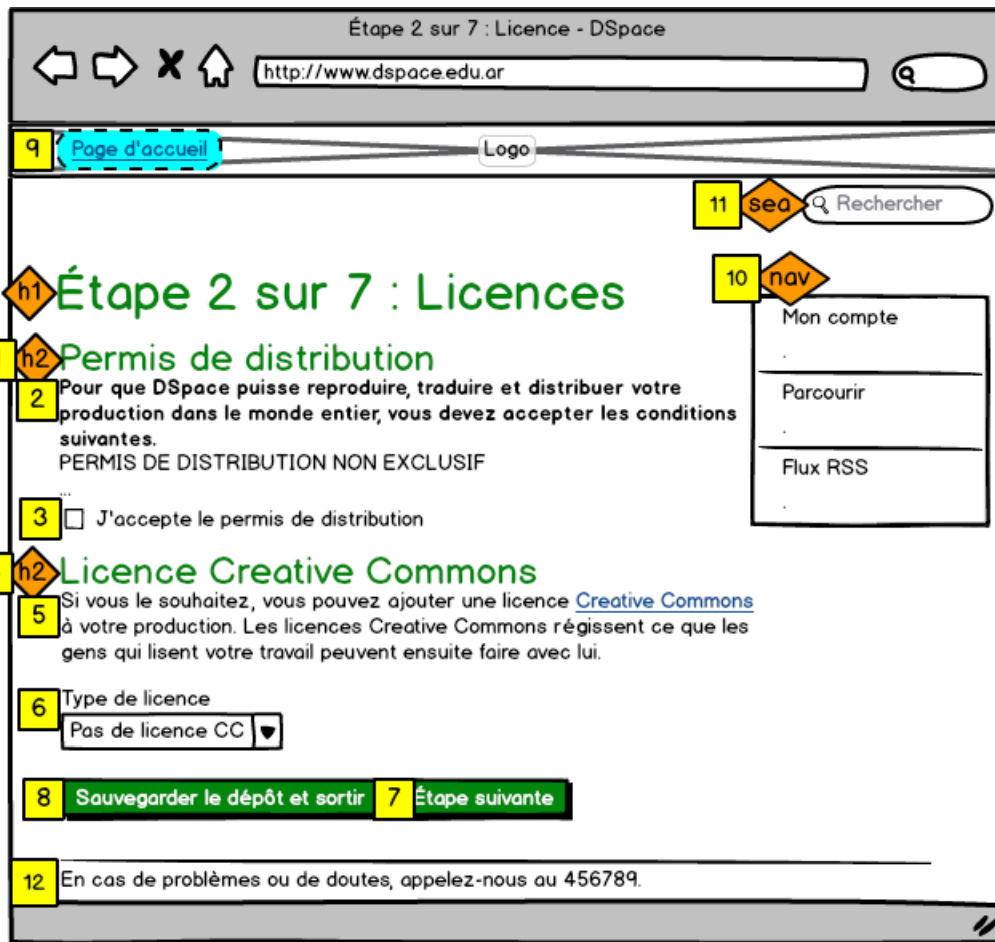 Étape 2 sur 7 : Licence - DSpace
http://www.dspace.edu.ar
9 Page d'accueil Logo
11 sea Rechercher
h1 Étape 2 sur 7 : Licences
10 nav
Mon compte
.
Parcourir
.
Flux RSS
.
h2 Permis de distribution
2 Pour que DSpace puisse reproduire, traduire et distribuer votre
production dans le monde entier, vous devez accepter les conditions
suivantes.
PERMIS DE DISTRIBUTION NON EXCLUSIF
...
3 J'accepte le permis de distribution
h2 Licence Creative Commons
5 Si vous le souhaitez, vous pouvez ajouter une licence Creative Commons
à votre production. Les licences Creative Commons régissent ce que les
gens qui lisent votre travail peuvent ensuite faire avec lui.
6 Type de licence
Pas de licence CC
8 Sauvegarder le dépôt et sortir 7 Étape suivante
12 En cas de problèmes ou de doutes, appelez-nous au 456789.